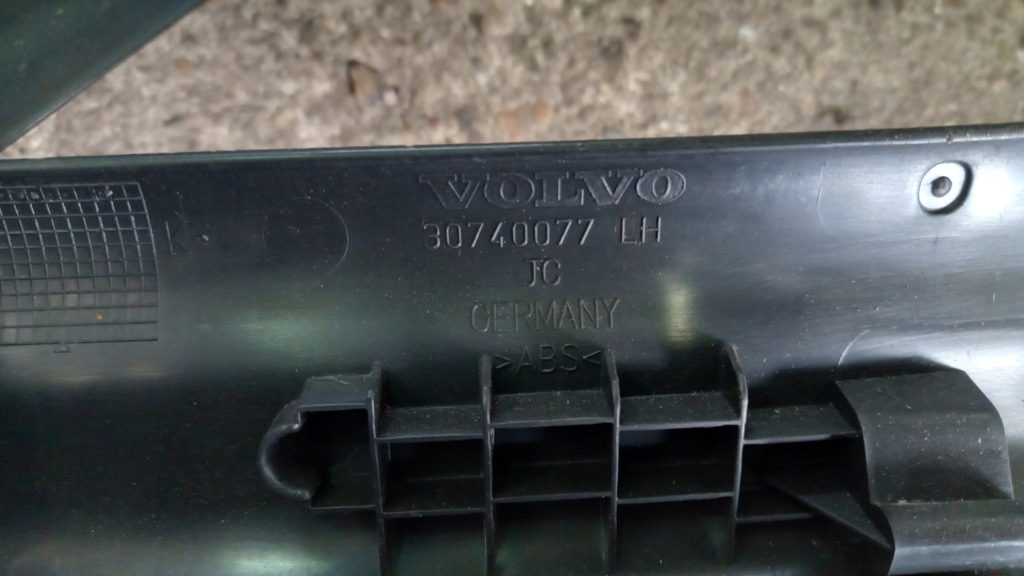 VOLVO
30740077 LH
JC
GERMANY
>ABS<
K